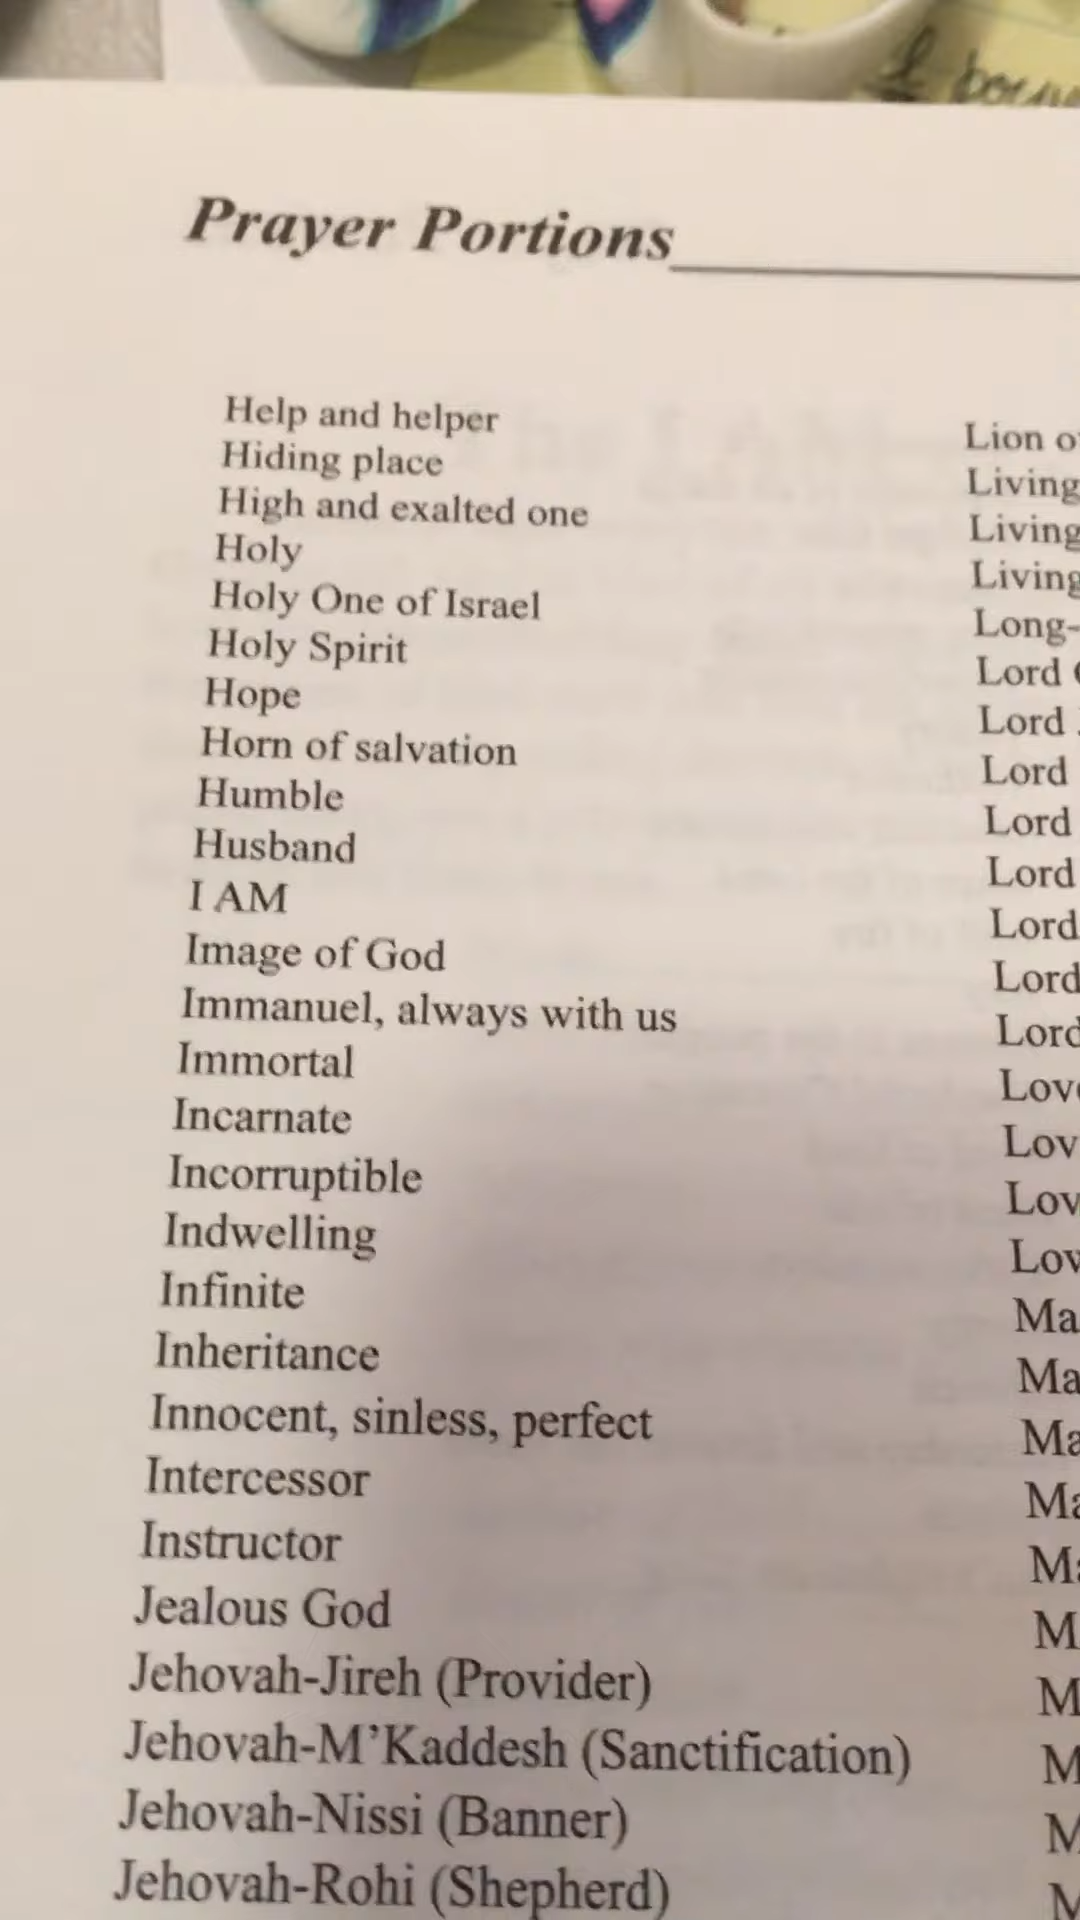 Prayer Portions
Help and helper
Hiding place
High and exalted one
Holy
Holy One of Israel
Holy Spirit
Hope
Horn of salvation
Humble
Husband
I AM
Image of God
Immanuel, always with us
Immortal
Incarnate
Incorruptible
Indwelling
Infinite
Inheritance
Innocent, sinless, perfect
Intercessor
Instructor
Jealous God
Jehovah-Jireh (Provider)
Jehovah-M’Kaddesh (Sanctification)
Jehovah-Nissi (Banner)
Jehovah-Rohi (Shepherd)
Lion
Living
Living
Living
Long-
Lord
Lord
Lord
Lord
Lord
Lord
Lord
Lord